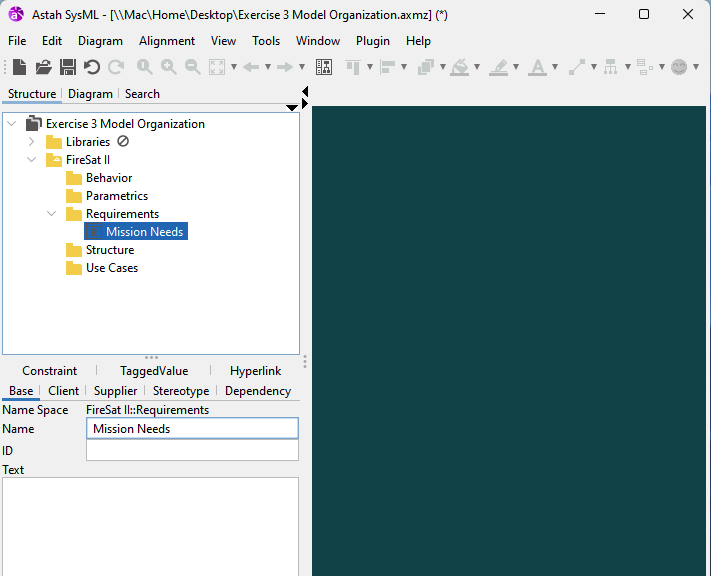 Astah SysML - [\\Mac\Home\Desktop\Exercise 3 Model Organization.axmz] (*)
File Edit Diagram Alignment View Tools Window Plugin Help
Structure Diagram Search
Exercise 3 Model Organization
Libraries
FireSat II
Behavior
Parametrics
Requirements
Mission Needs
Structure
Use Cases
Constraint TaggedValue Hyperlink
Base Client Supplier Stereotype Dependency
Name Space FireSat II::Requirements
Name Mission Needs
ID
Text